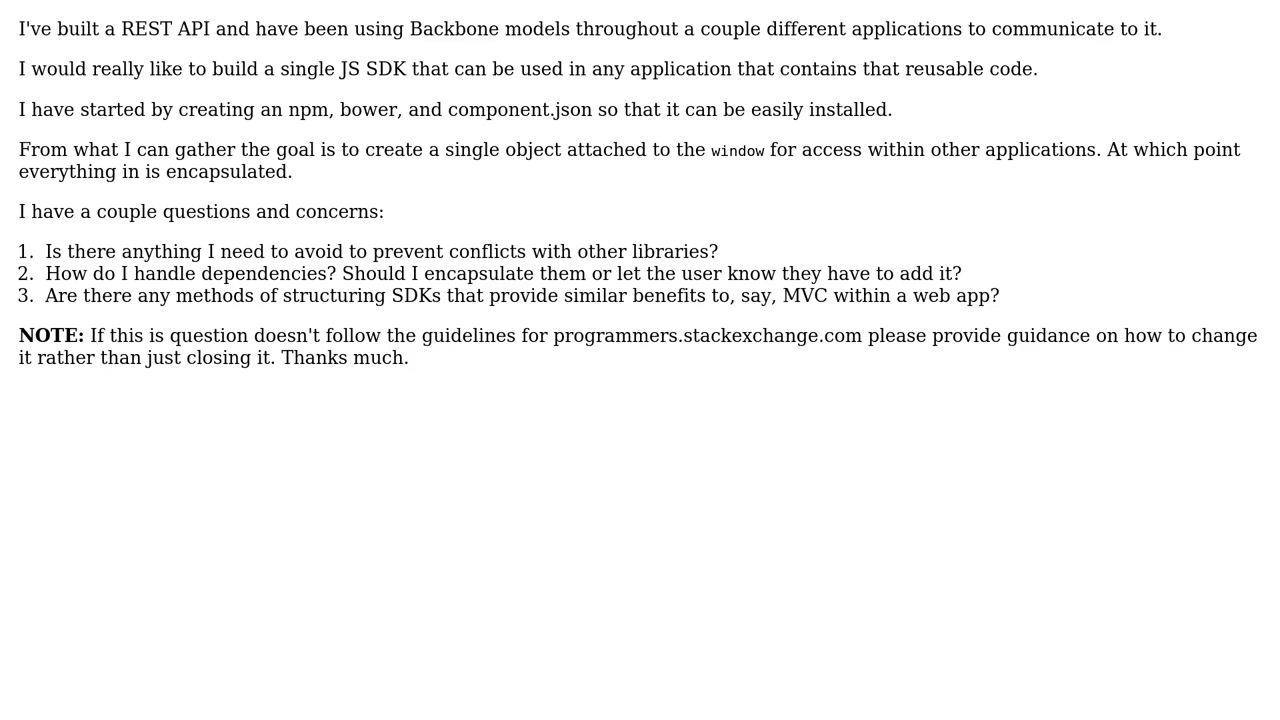 I've built a REST API and have been using Backbone models throughout a couple different applications to communicate to it.
I would really like to build a single JS SDK that can be used in any application that contains that reusable code.
I have started by creating an npm, bower, and component.json so that it can be easily installed.
From what I can gather the goal is to create a single object attached to the window for access within other applications. At which point
everything in is encapsulated.
I have a couple questions and concerns:
1. Is there anything I need to avoid to prevent conflicts with other libraries?
2. How do I handle dependencies? Should I encapsulate them or let the user know they have to add it?
3. Are there any methods of structuring SDKs that provide similar benefits to, say, MVC within a web app?
NOTE: If this is question doesn't follow the guidelines for programmers.stackexchange.com please provide guidance on how to change
it rather than just closing it. Thanks much.